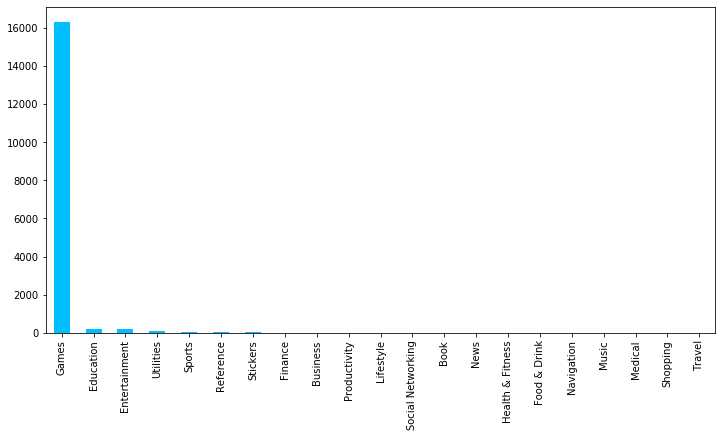 16000
14000
12000
10000
8000
6000
4000
2000
0
Games
Education
Entertainment
Utilities
Sports
Reference
Stickers
Finance
Business
Productivity
Lifestyle
Social Networking
Book
News
Health & Fitness
Food & Drink
Navigation
Music
Medical
Shopping
Travel